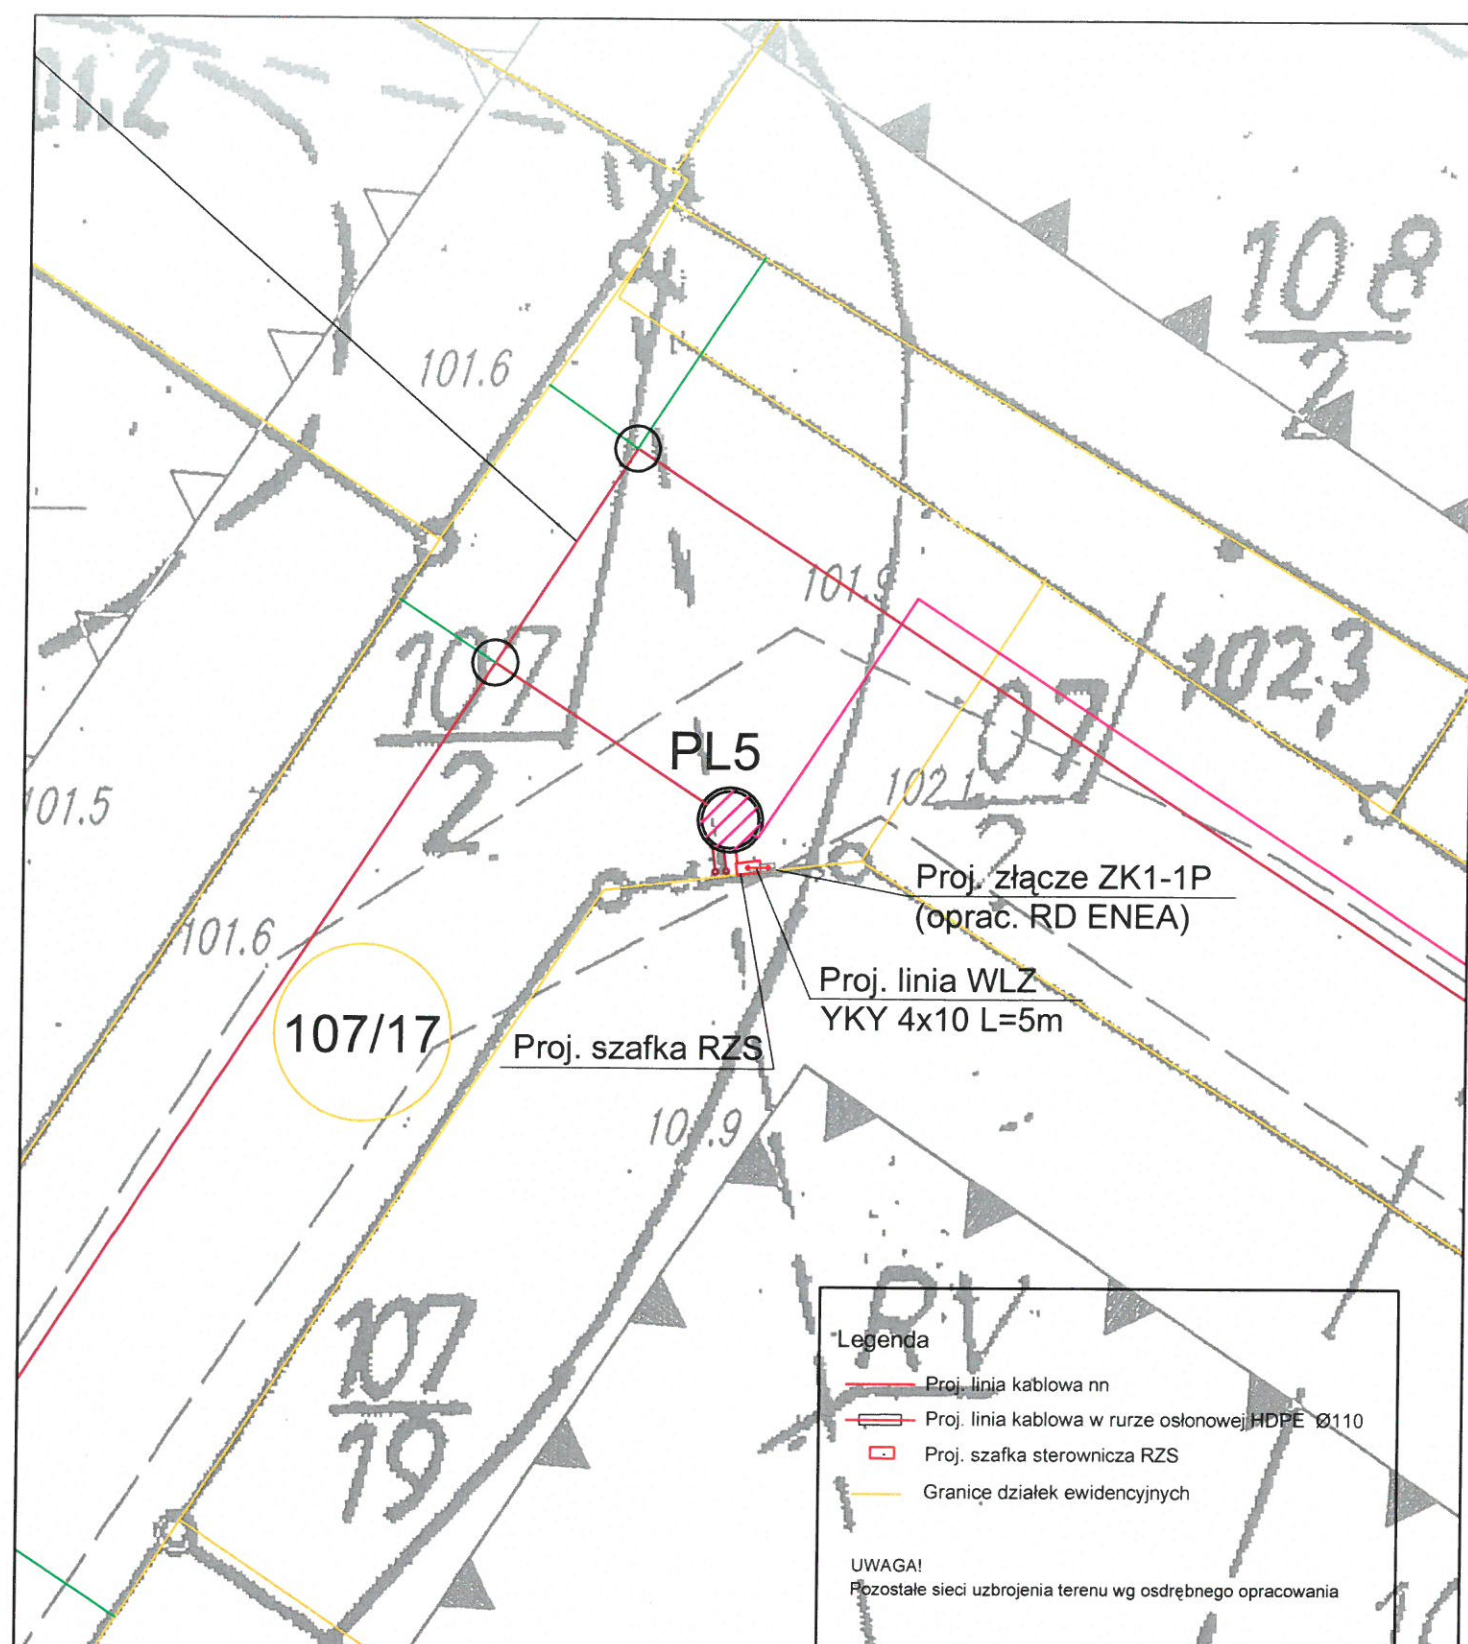 101.6
108
2
101.9
107
2
102.3
PL5
07
2
102.1
101.5
Proj. złącze ZK1-1P
(oprac. RD ENEA)
101.6
Proj. linia WLZ
YKY 4x10 L=5m
107/17
Proj. szafka RZS
107
19
RV
Legenda
Proj. linia kablowa nn
Proj. linia kablowa w rurze osłonowej HDPE Ø110
Proj. szafka sterownicza RZS
Granice działek ewidencyjnych
UWAGA!
Pozostałe sieci uzbrojenia terenu wg osdrębnego opracowania